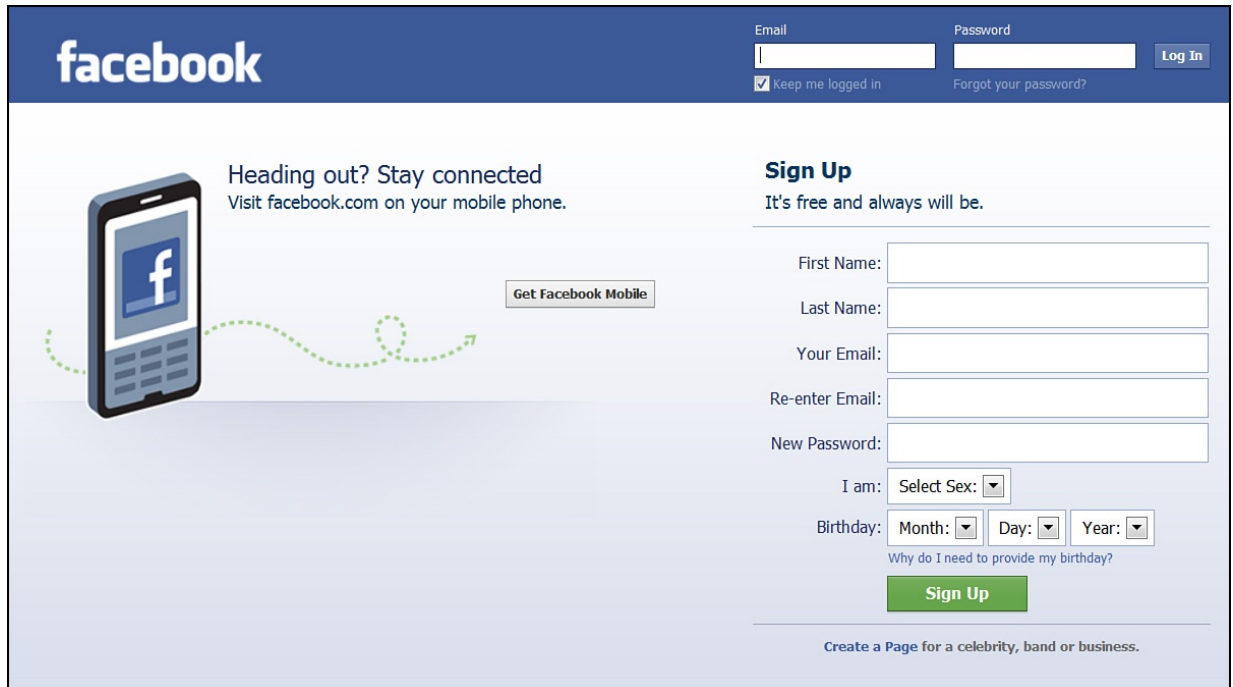 facebook
Email
Password
Log In
Keep me logged in
Forgot your password?
Heading out? Stay connected
Visit facebook.com on your mobile phone.
f
Get Facebook Mobile
Sign Up
It's free and always will be.
First Name:
Last Name:
Your Email:
Re-enter Email:
New Password:
I am: Select Sex:
Birthday: Month: Day: Year:
Why do I need to provide my birthday?
Sign Up
Create a Page for a celebrity, band or business.